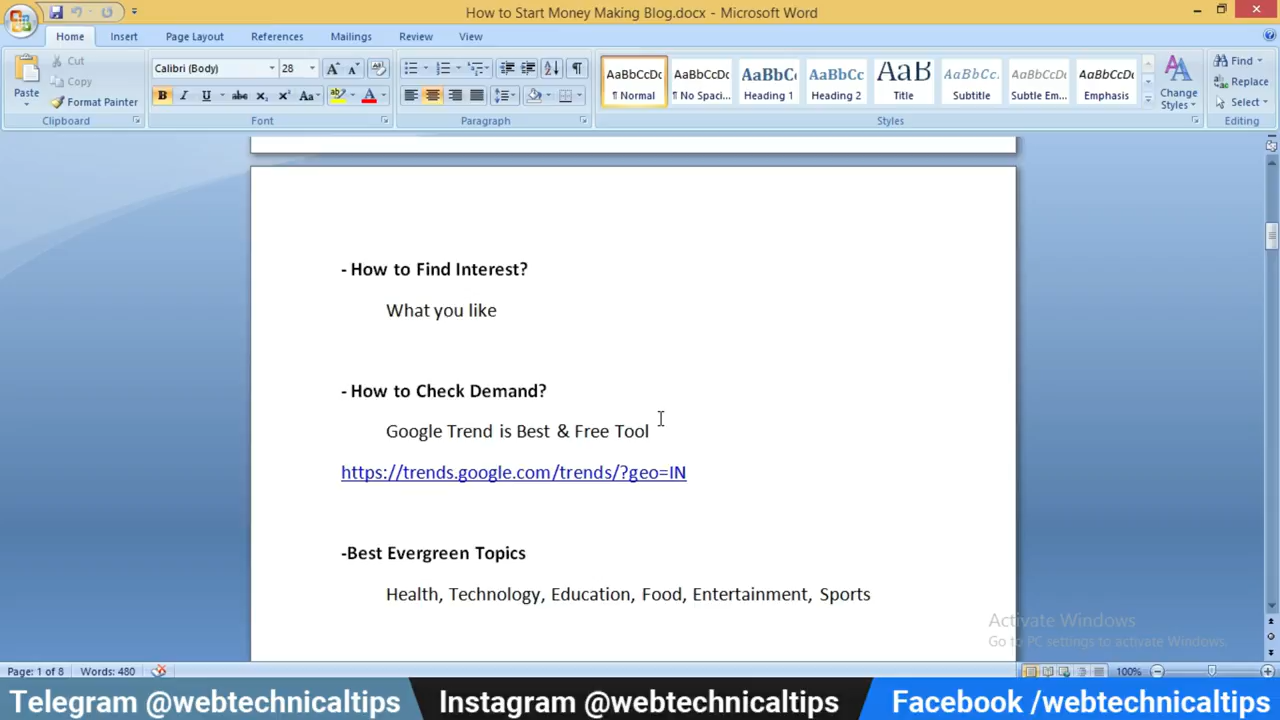 How to Start Money Making Blog.docx - Microsoft Word
Home Insert Page Layout References Mailings Review View
Paste
Cut
Copy
Format Painter
Clipboard
Calibri (Body) 28
Font
Paragraph
AaBbCcDc AaBbCcDc AaBbC AaBbCc AaB AaBbCc. AaBbCcDc AaBbCcDc
¶ Normal ¶ No Spaci... Heading 1 Heading 2 Title Subtitle Subtle Em... Emphasis
Change Styles
Styles
Find
Replace
Select
Editing
- How to Find Interest?
What you like
- How to Check Demand?
Google Trend is Best & Free Tool
https://trends.google.com/trends/?geo=IN
-Best Evergreen Topics
Health, Technology, Education, Food, Entertainment, Sports
Activate Windows
Go to PC settings to activate Windows.
Page: 1 of 8 Words: 480 100%
Telegram @webtechnicaltips Instagram @webtechnicaltips Facebook /webtechnicaltips